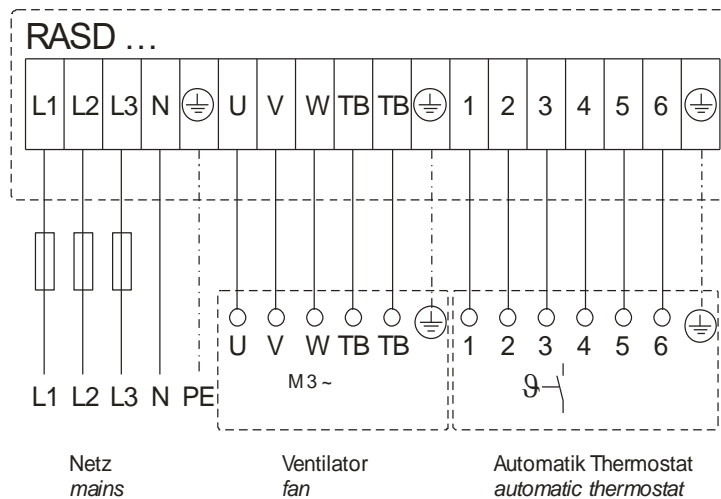 RASD ...
L1 L2 L3 N U V W TB TB 1 2 3 4 5 6
U V W TB TB 1 2 3 4 5 6
M 3 ~ ϑ
L1 L2 L3 N PE
Netz Ventilator Automatik Thermostat
mains fan automatic thermostat